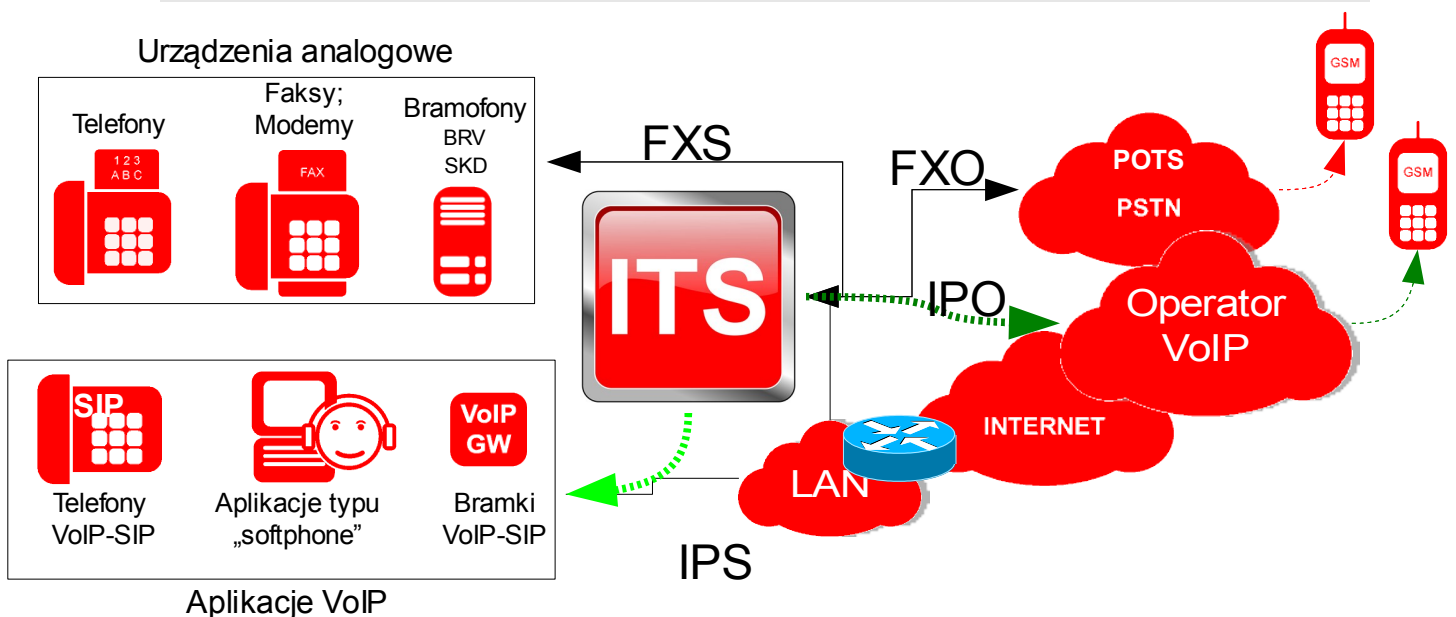 Urządzenia analogowe
Telefony
1 2 3
A B C
Faksy;
Modemy
FAX
Bramofony
BRV
SKD
FXS
FXO
POTS
PSTN
GSM
GSM
ITS
IPO
Operator
VoIP
INTERNET
LAN
IPS
SIP
Telefony
VoIP-SIP
Aplikacje typu
„softphone”
VoIP
GW
Bramki
VoIP-SIP
Aplikacje VoIP